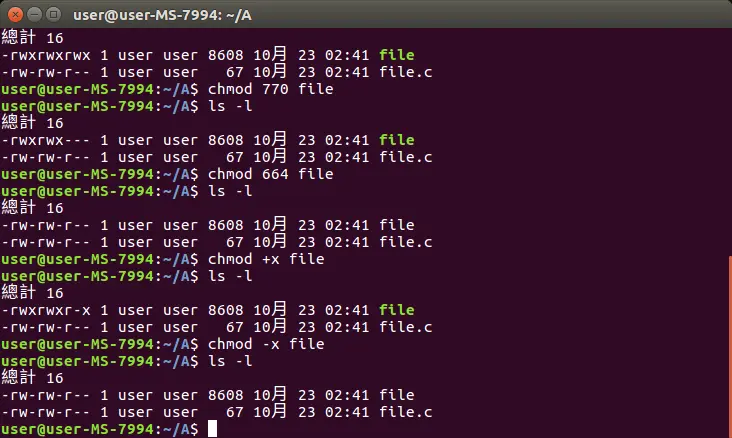 user@user-MS-7994: ~/A
總計 16
-rwxrwxrwx 1 user user 8608 10月 23 02:41 file
-rw-rw-r-- 1 user user   67 10月 23 02:41 file.c
user@user-MS-7994:~/A$ chmod 770 file
user@user-MS-7994:~/A$ ls -l
總計 16
-rwxrwx--- 1 user user 8608 10月 23 02:41 file
-rw-rw-r-- 1 user user   67 10月 23 02:41 file.c
user@user-MS-7994:~/A$ chmod 664 file
user@user-MS-7994:~/A$ ls -l
總計 16
-rw-rw-r-- 1 user user 8608 10月 23 02:41 file
-rw-rw-r-- 1 user user   67 10月 23 02:41 file.c
user@user-MS-7994:~/A$ chmod +x file
user@user-MS-7994:~/A$ ls -l
總計 16
-rwxrwxr-x 1 user user 8608 10月 23 02:41 file
-rw-rw-r-- 1 user user   67 10月 23 02:41 file.c
user@user-MS-7994:~/A$ chmod -x file
user@user-MS-7994:~/A$ ls -l
總計 16
-rw-rw-r-- 1 user user 8608 10月 23 02:41 file
-rw-rw-r-- 1 user user   67 10月 23 02:41 file.c
user@user-MS-7994:~/A$